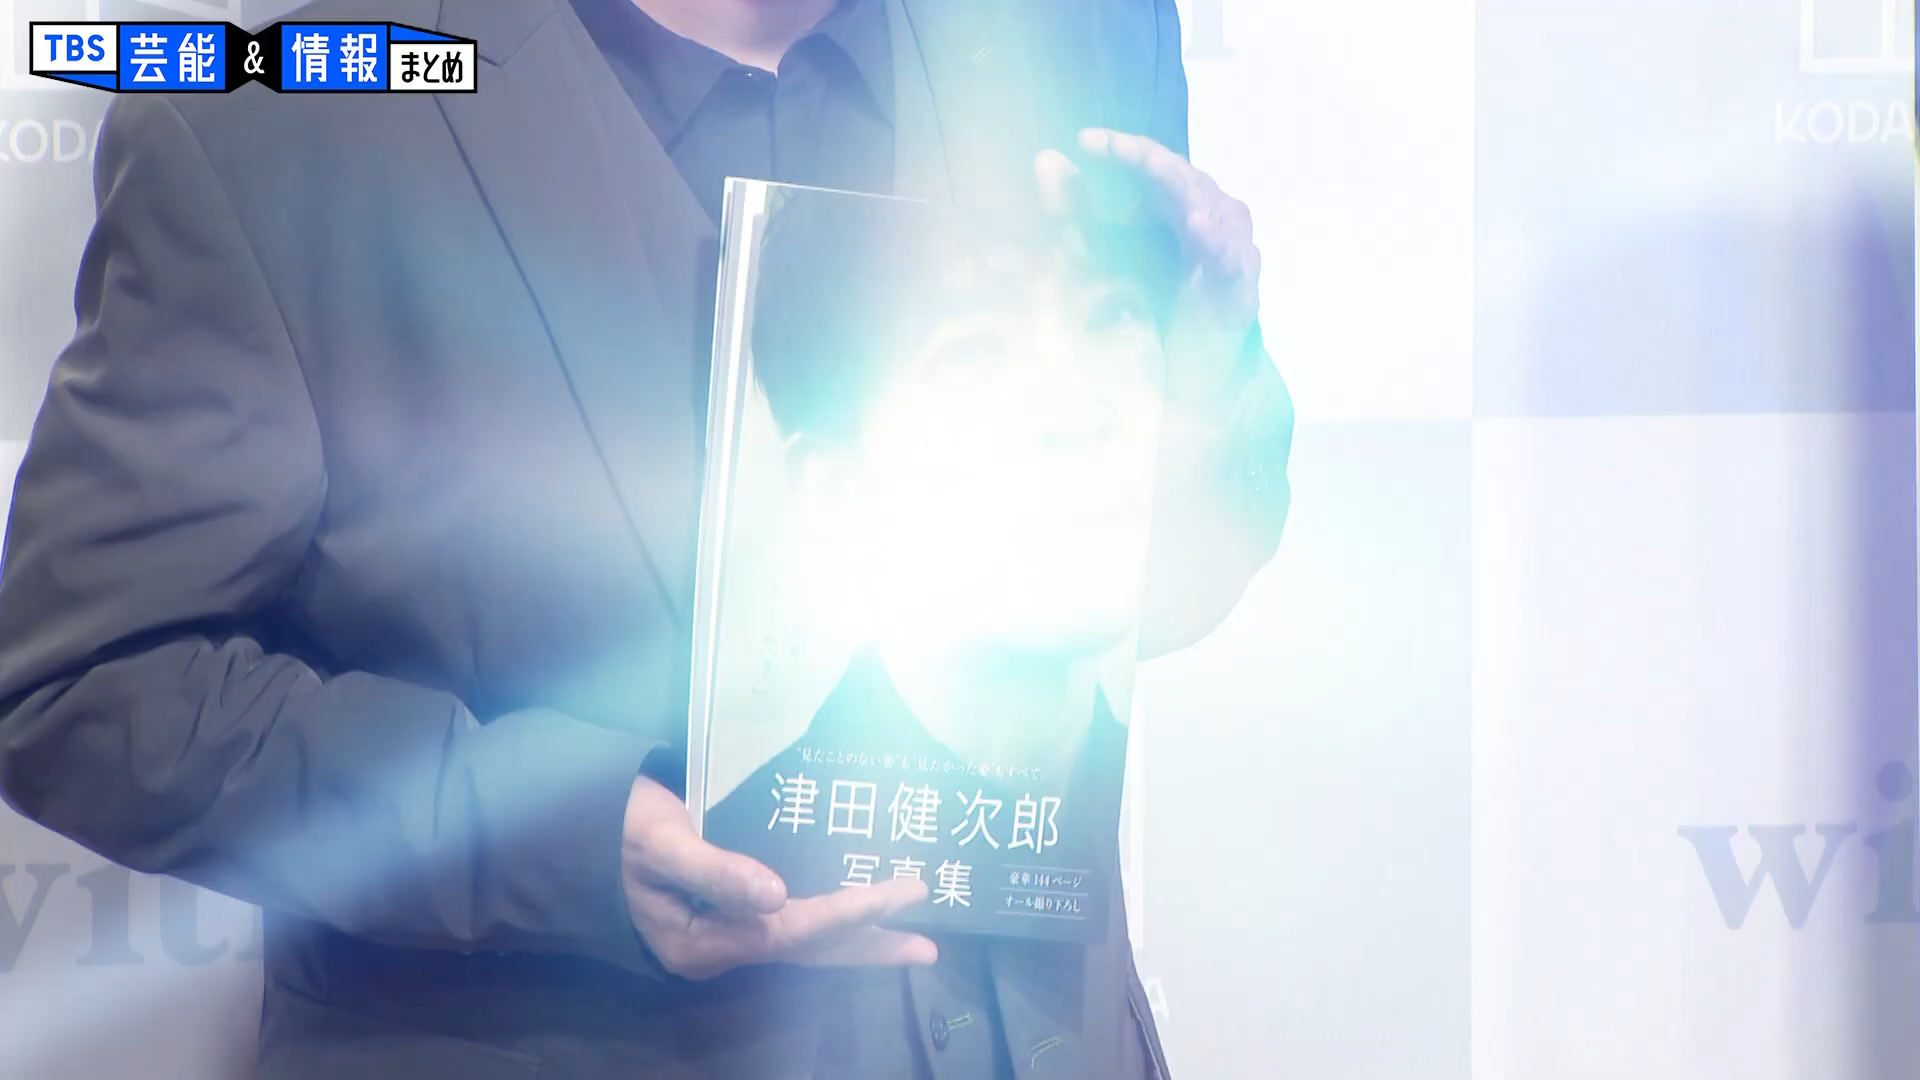 TBS 芸能 & 情報 まとめ
KODA
KODA
"見たことのない姿"も"見たかった姿"もすべて。
津田健次郎
写真集
豪華144ページ
オール撮り下ろし
with
wi
A